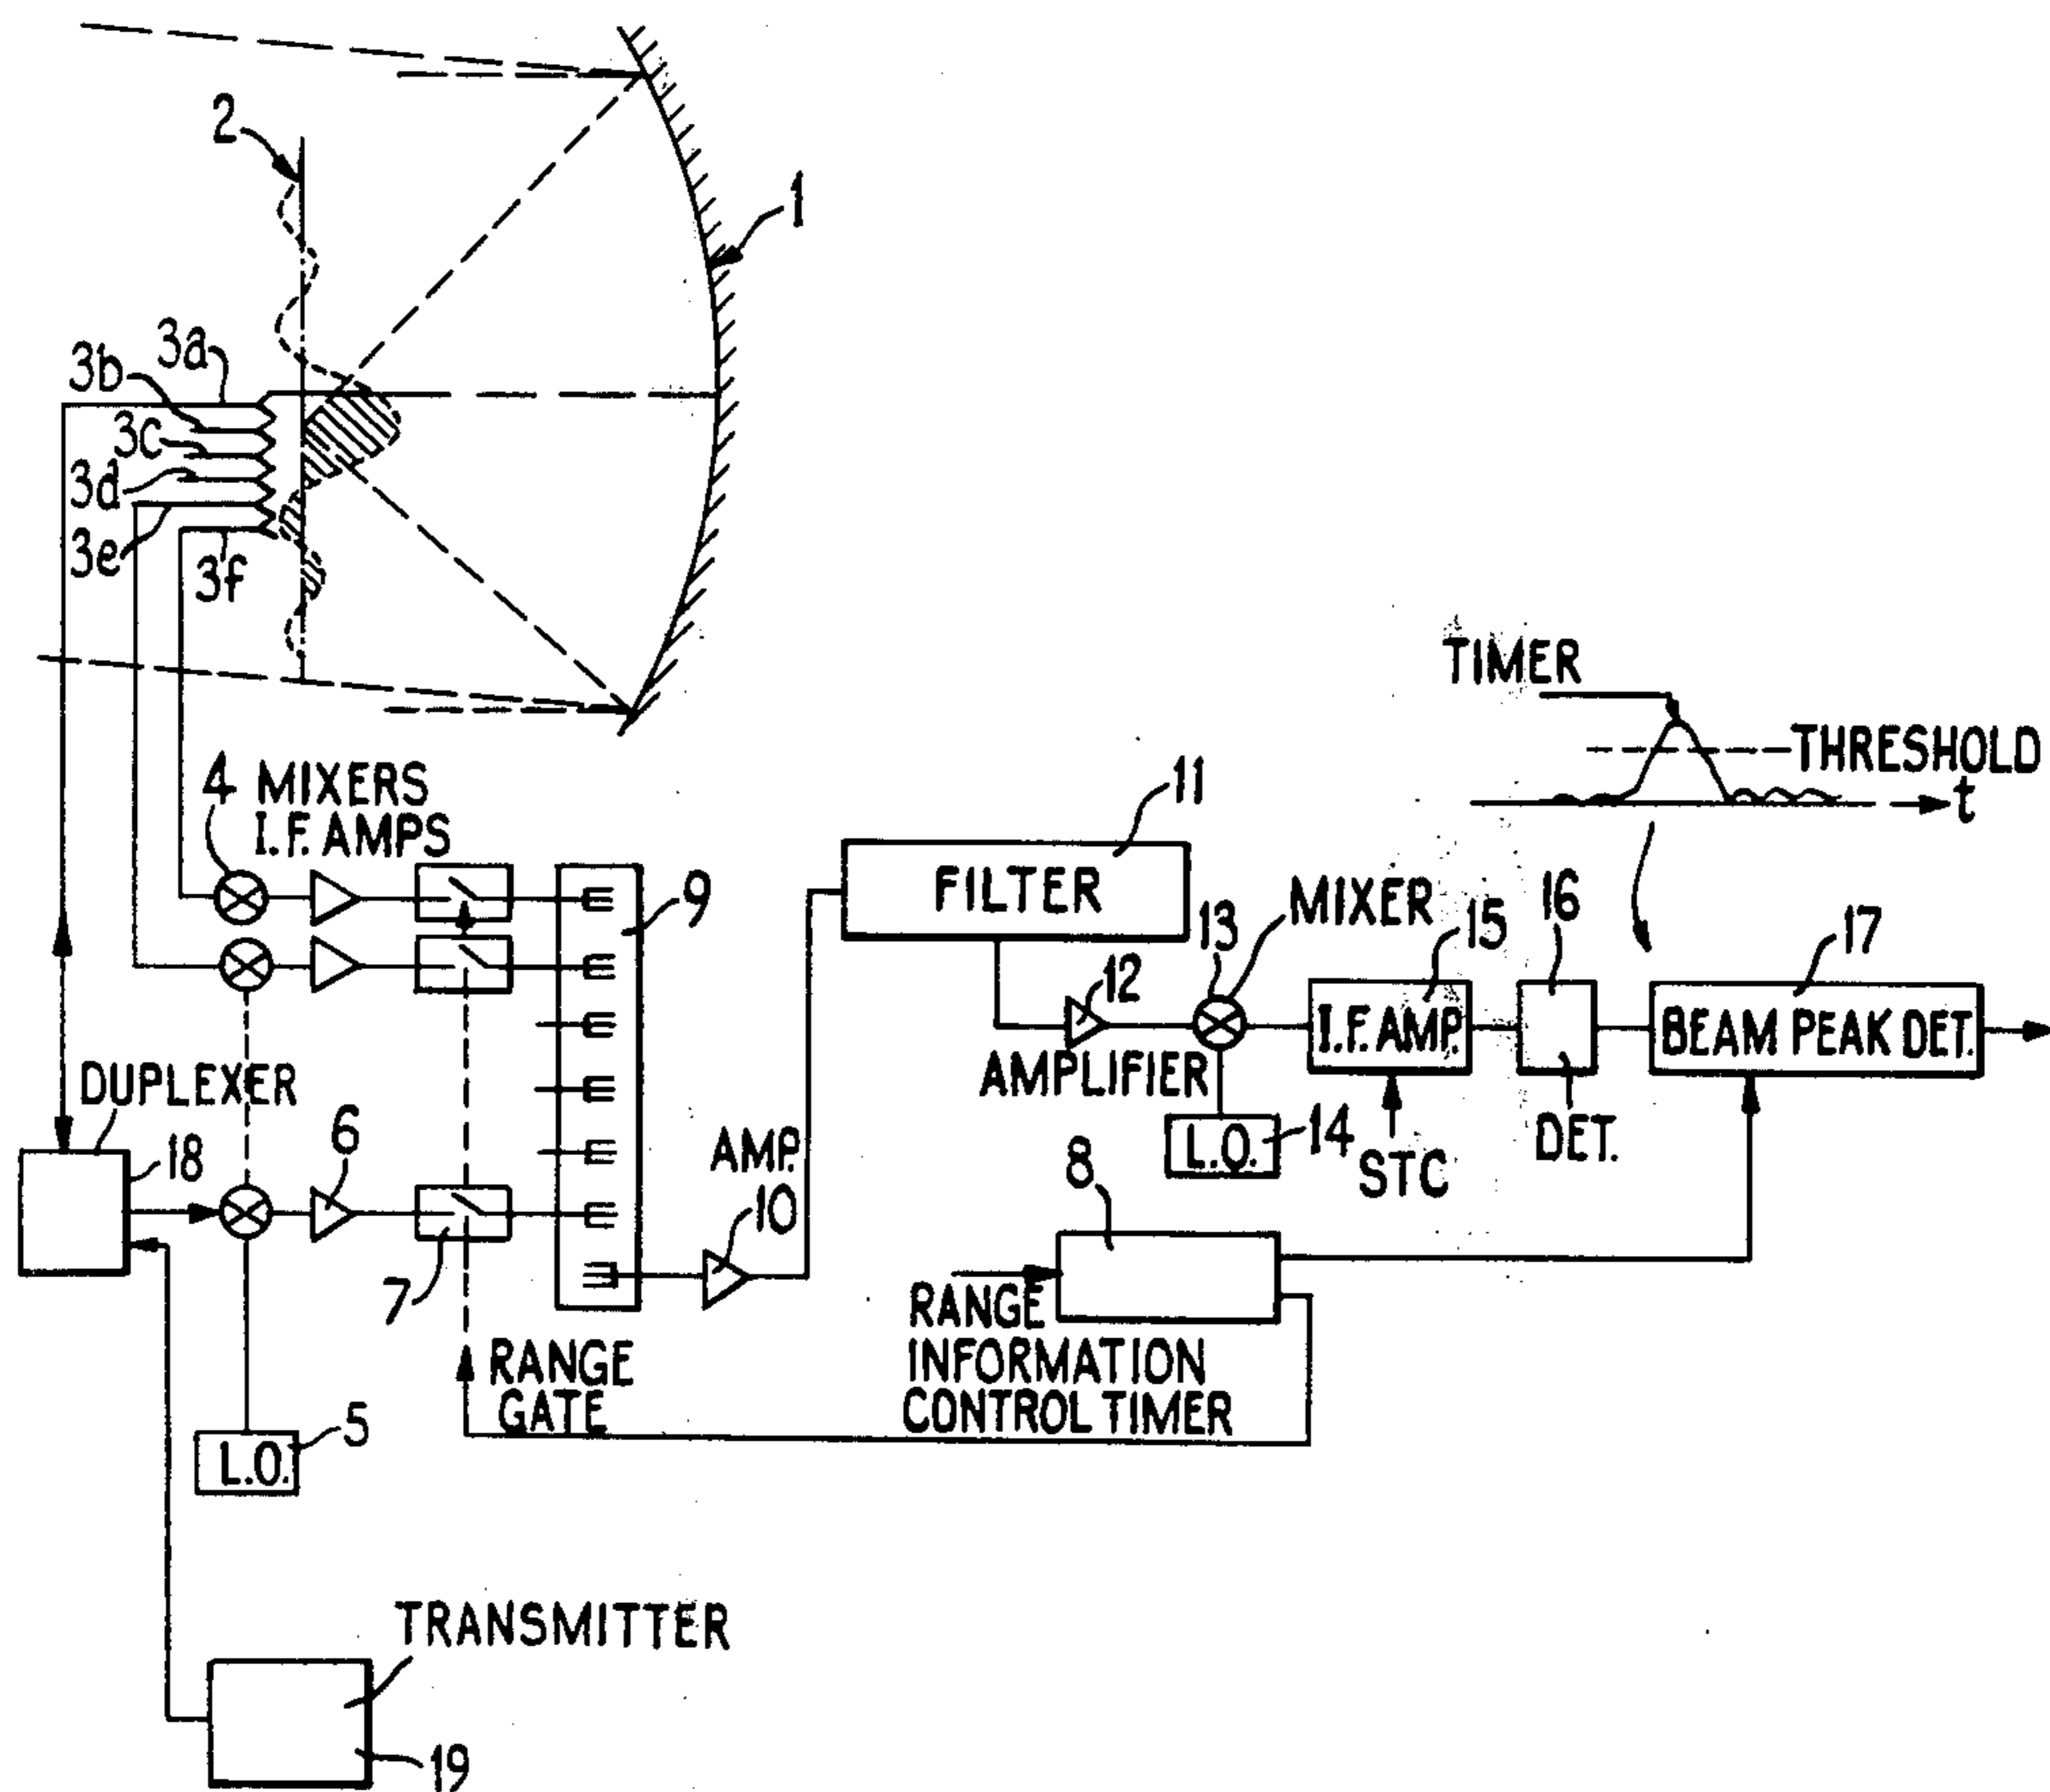 2
1
3a
3b
3c
3d
3e
3f
TIMER
THRESHOLD
t
4 MIXERS
I.F. AMPS
11
FILTER
9
MIXER
13
15
16
17
12
I.F. AMP.
BEAM PEAK DET.
AMPLIFIER
DUPLEXER
18
6
AMP.
10
L.O.
14
STC
DET.
8
7
RANGE
INFORMATION
CONTROL TIMER
RANGE
GATE
5
L.O.
TRANSMITTER
19